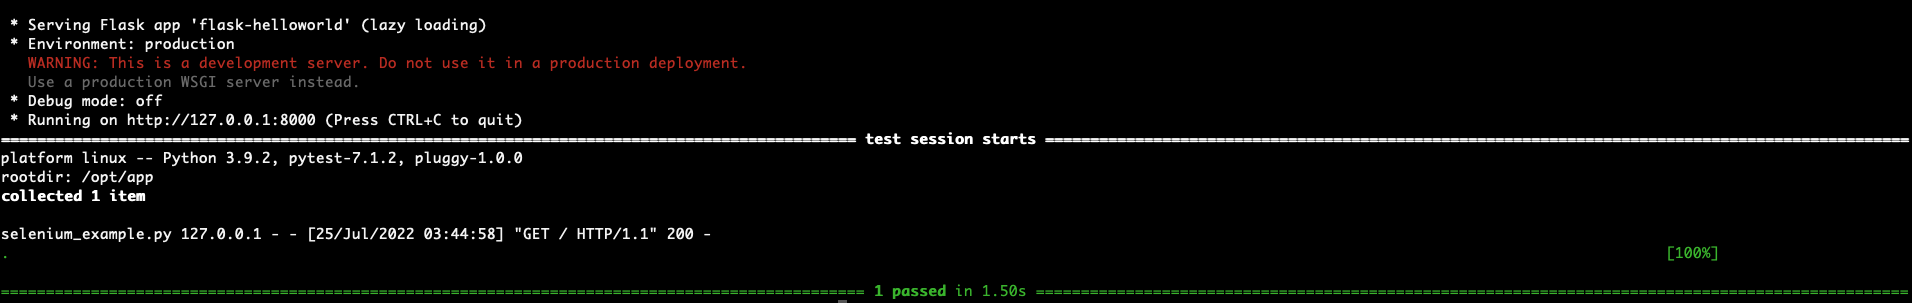 * Serving Flask app 'flask-helloworld' (lazy loading)
* Environment: production
WARNING: This is a development server. Do not use it in a production deployment.
Use a production WSGI server instead.
* Debug mode: off
* Running on http://127.0.0.1:8000 (Press CTRL+C to quit)
test session starts
platform linux -- Python 3.9.2, pytest-7.1.2, pluggy-1.0.0
rootdir: /opt/app
collected 1 item
selenium_example.py 127.0.0.1 - - [25/Jul/2022 03:44:58] "GET / HTTP/1.1" 200 -
. [100%]
1 passed in 1.50s